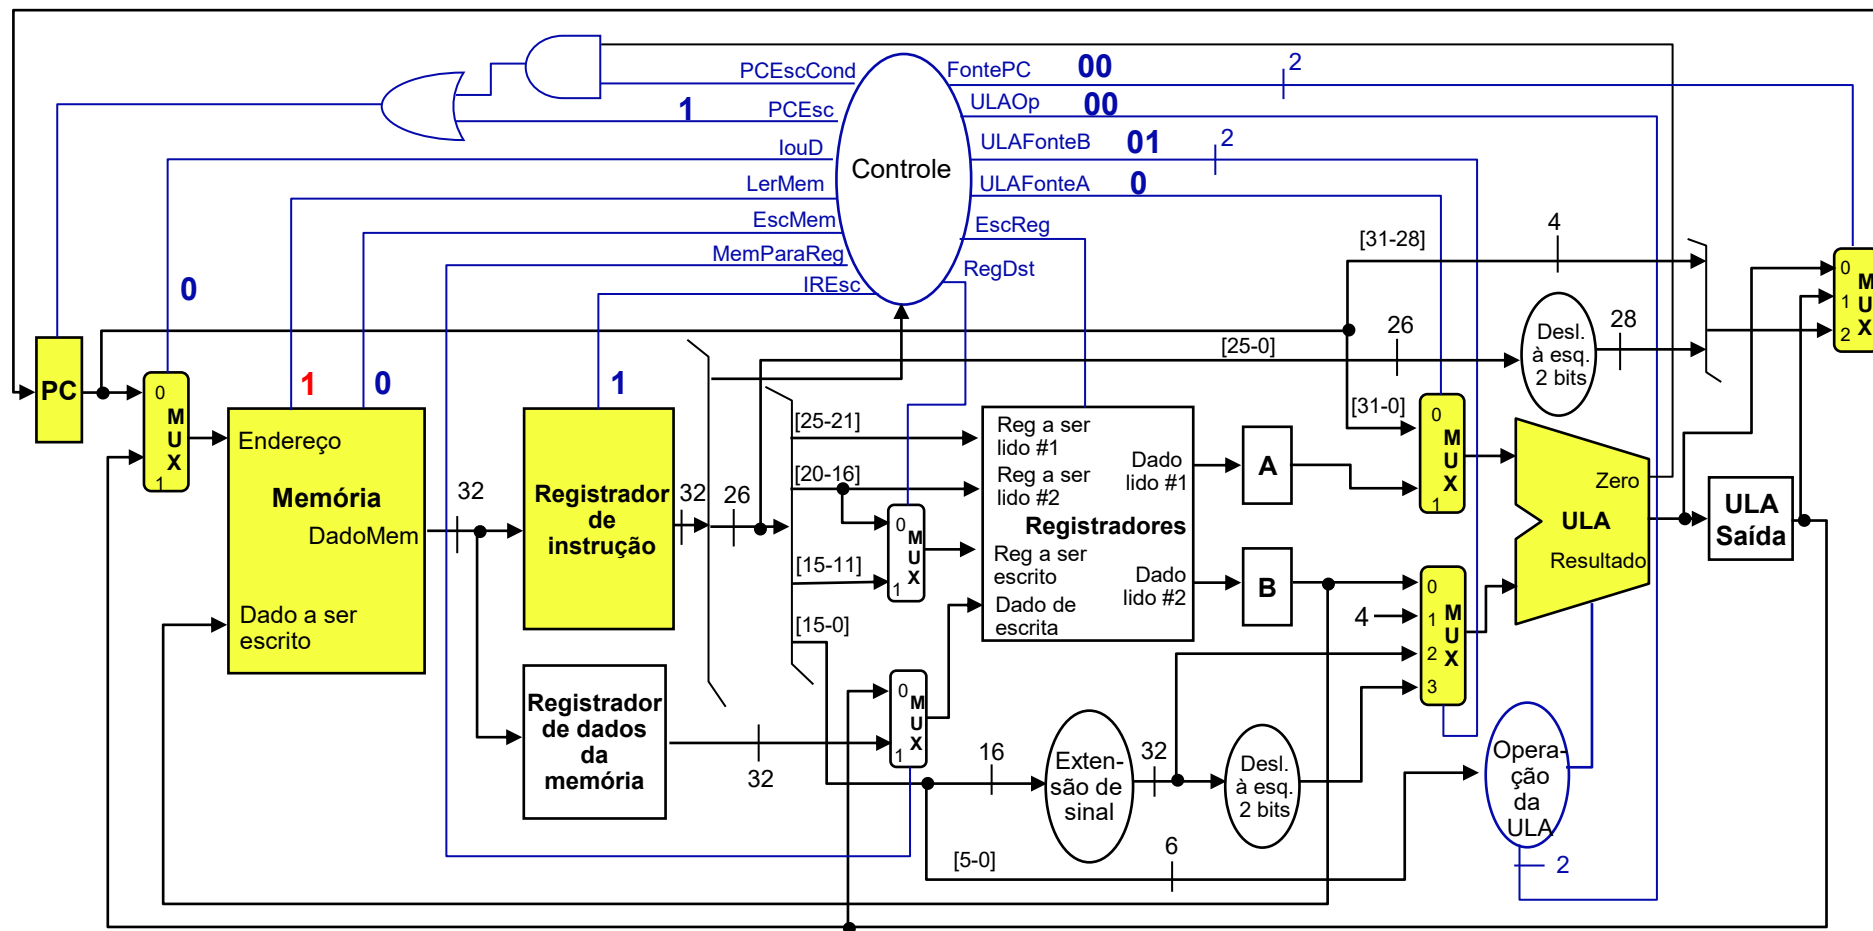 PCEscCond
FontePC 00 2
1 PCEsc
ULAOp 00
IouD
ULAFonteB 01 2
Controle
LerMem
ULAFonteA 0
EscMem
EscReg
MemParaReg
RegDst
IREsc
0
[31-28] 4
[25-0] 26
Desl.
à esq.
2 bits
28
0
1
2
M
U
X
PC
0
M
U
X
1
1 0
Endereço
Memória
DadoMem
Dado a ser
escrito
32
1
Registrador
de
instrução
32
26
Registrador
de dados
da
memória
32
[25-21]
[20-16]
[15-11]
[15-0]
0
M
U
X
1
0
M
U
X
1
Reg a ser
lido #1
Reg a ser
lido #2
Registradores
Reg a ser
escrito
Dado de
escrita
Dado
lido #1
Dado
lido #2
A
B
[31-0]
0
M
U
X
1
4
0
1
2
3
M
U
X
Zero
ULA
Resultado
ULA
Saída
16
Exten-
são de
sinal
32
Desl.
à esq.
2 bits
Opera-
ção
da
ULA
2
[5-0] 6